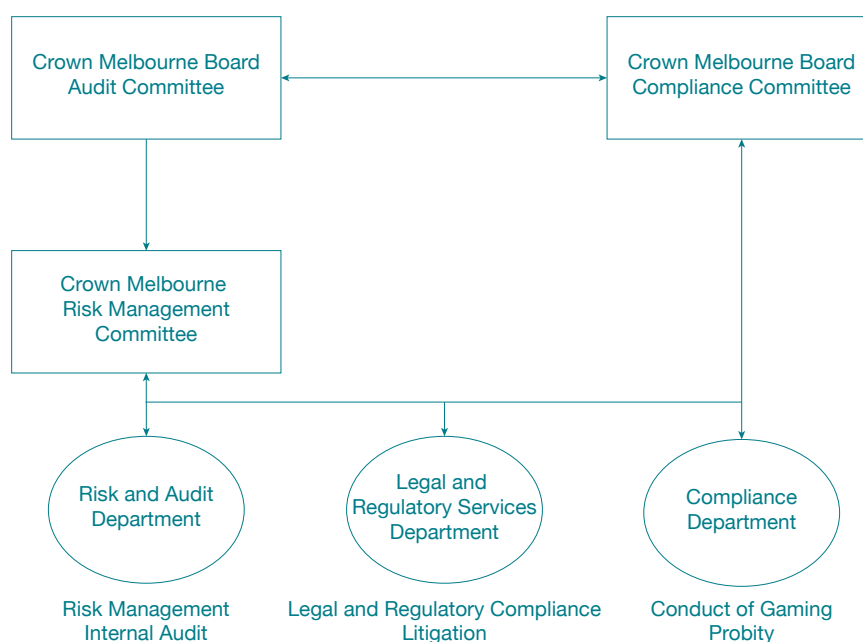 Crown Melbourne Board
Audit Committee
Crown Melbourne Board
Compliance Committee
Crown Melbourne
Risk Management
Committee
Risk and Audit
Department
Legal and
Regulatory Services
Department
Compliance
Department
Risk Management
Internal Audit
Legal and Regulatory Compliance
Litigation
Conduct of Gaming
Probity